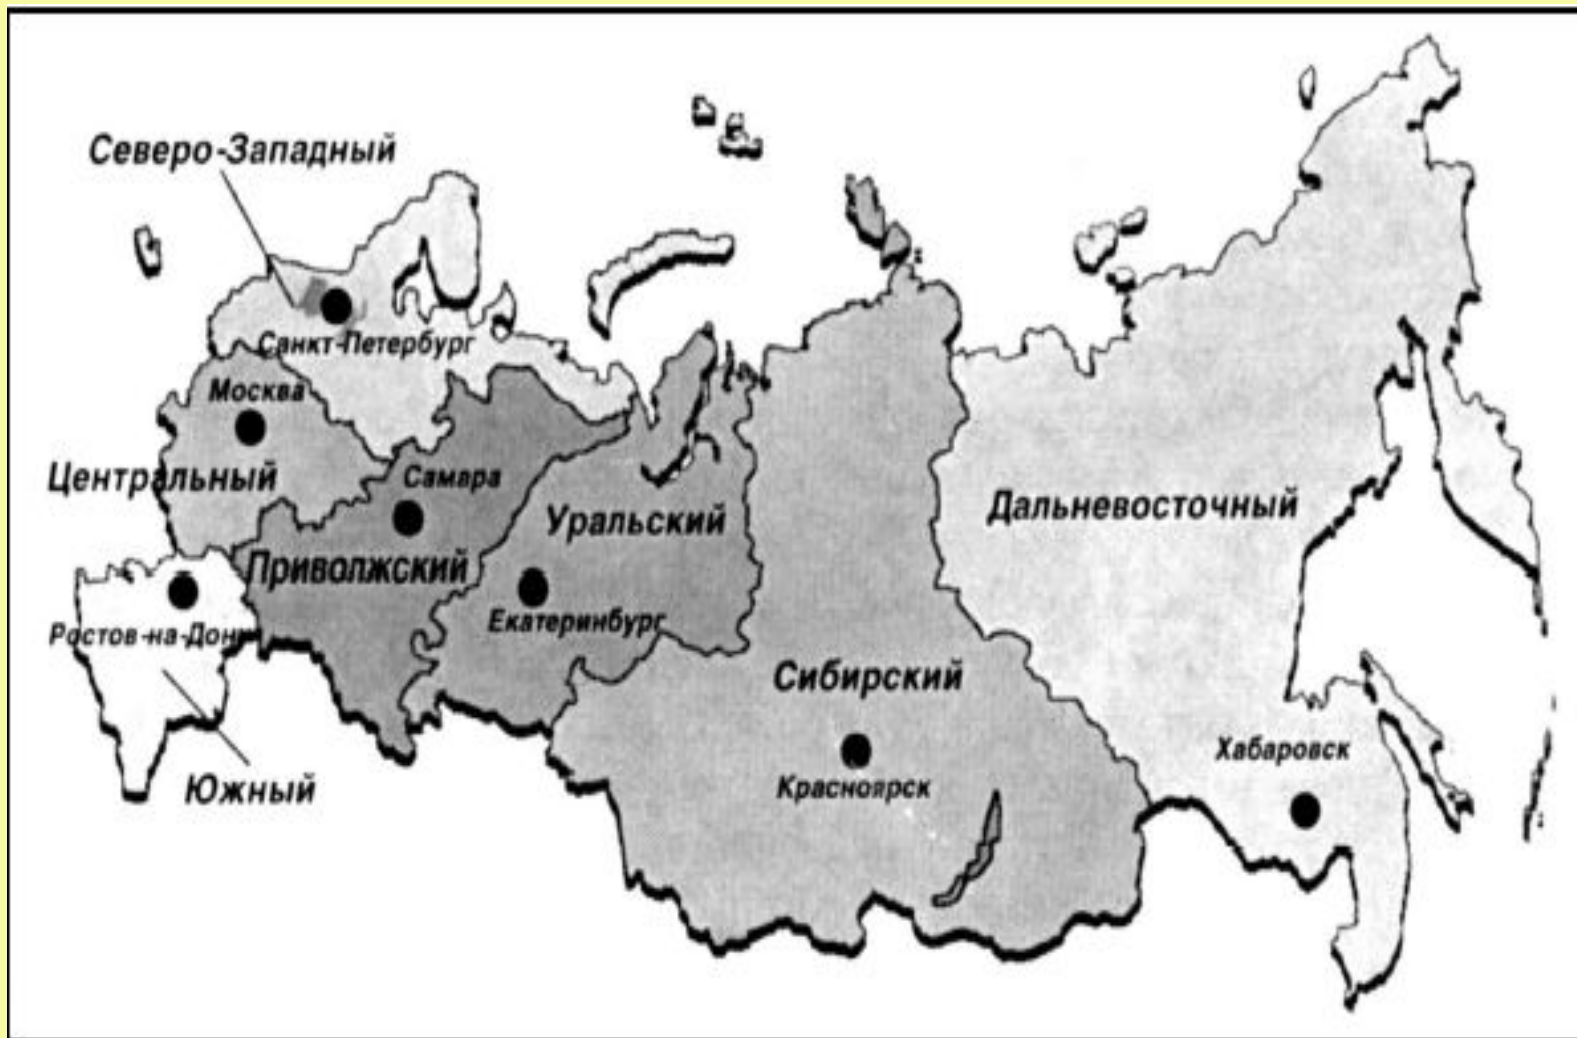 Северо-Западный
Санкт-Петербург
Москва
Центральный
Самара
Дальневосточный
Уральский
Приволжский
Екатеринбург
Ростов-на-Дону
Сибирский
Хабаровск
Южный
Красноярск